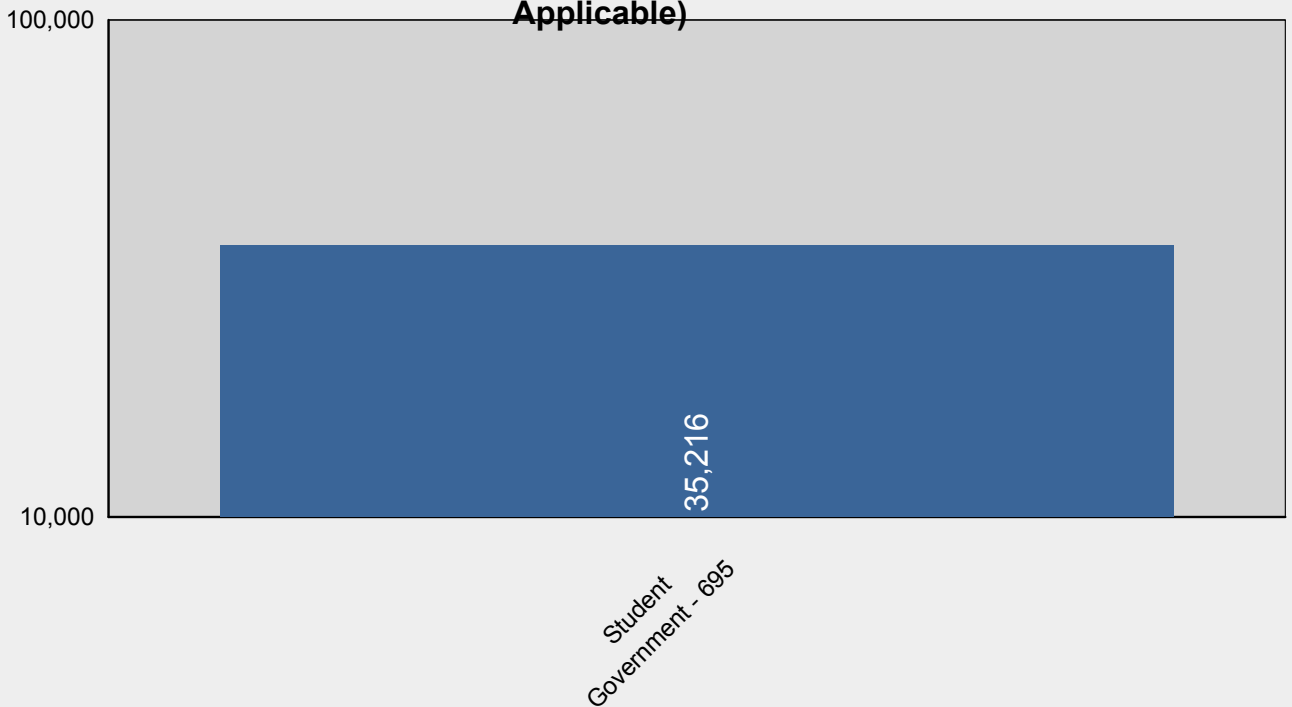 Applicable)
100,000
35,216
10,000
Student
Government - 695